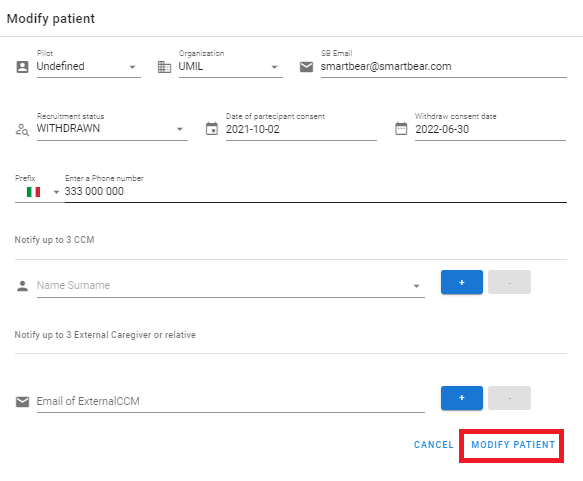 Modify patient
Pilot Organization SB Email
Undefined UMIL smartbear@smartbear.com
Recruitment status Date of partecipant consent Withdraw consent date
WITHDRAWN 2021-10-02 2022-06-30
Prefix Enter a Phone number
333 000 000
Notify up to 3 CCM
Name Surname + -
Notify up to 3 External Caregiver or relative
Email of ExternalCCM + -
CANCEL MODIFY PATIENT